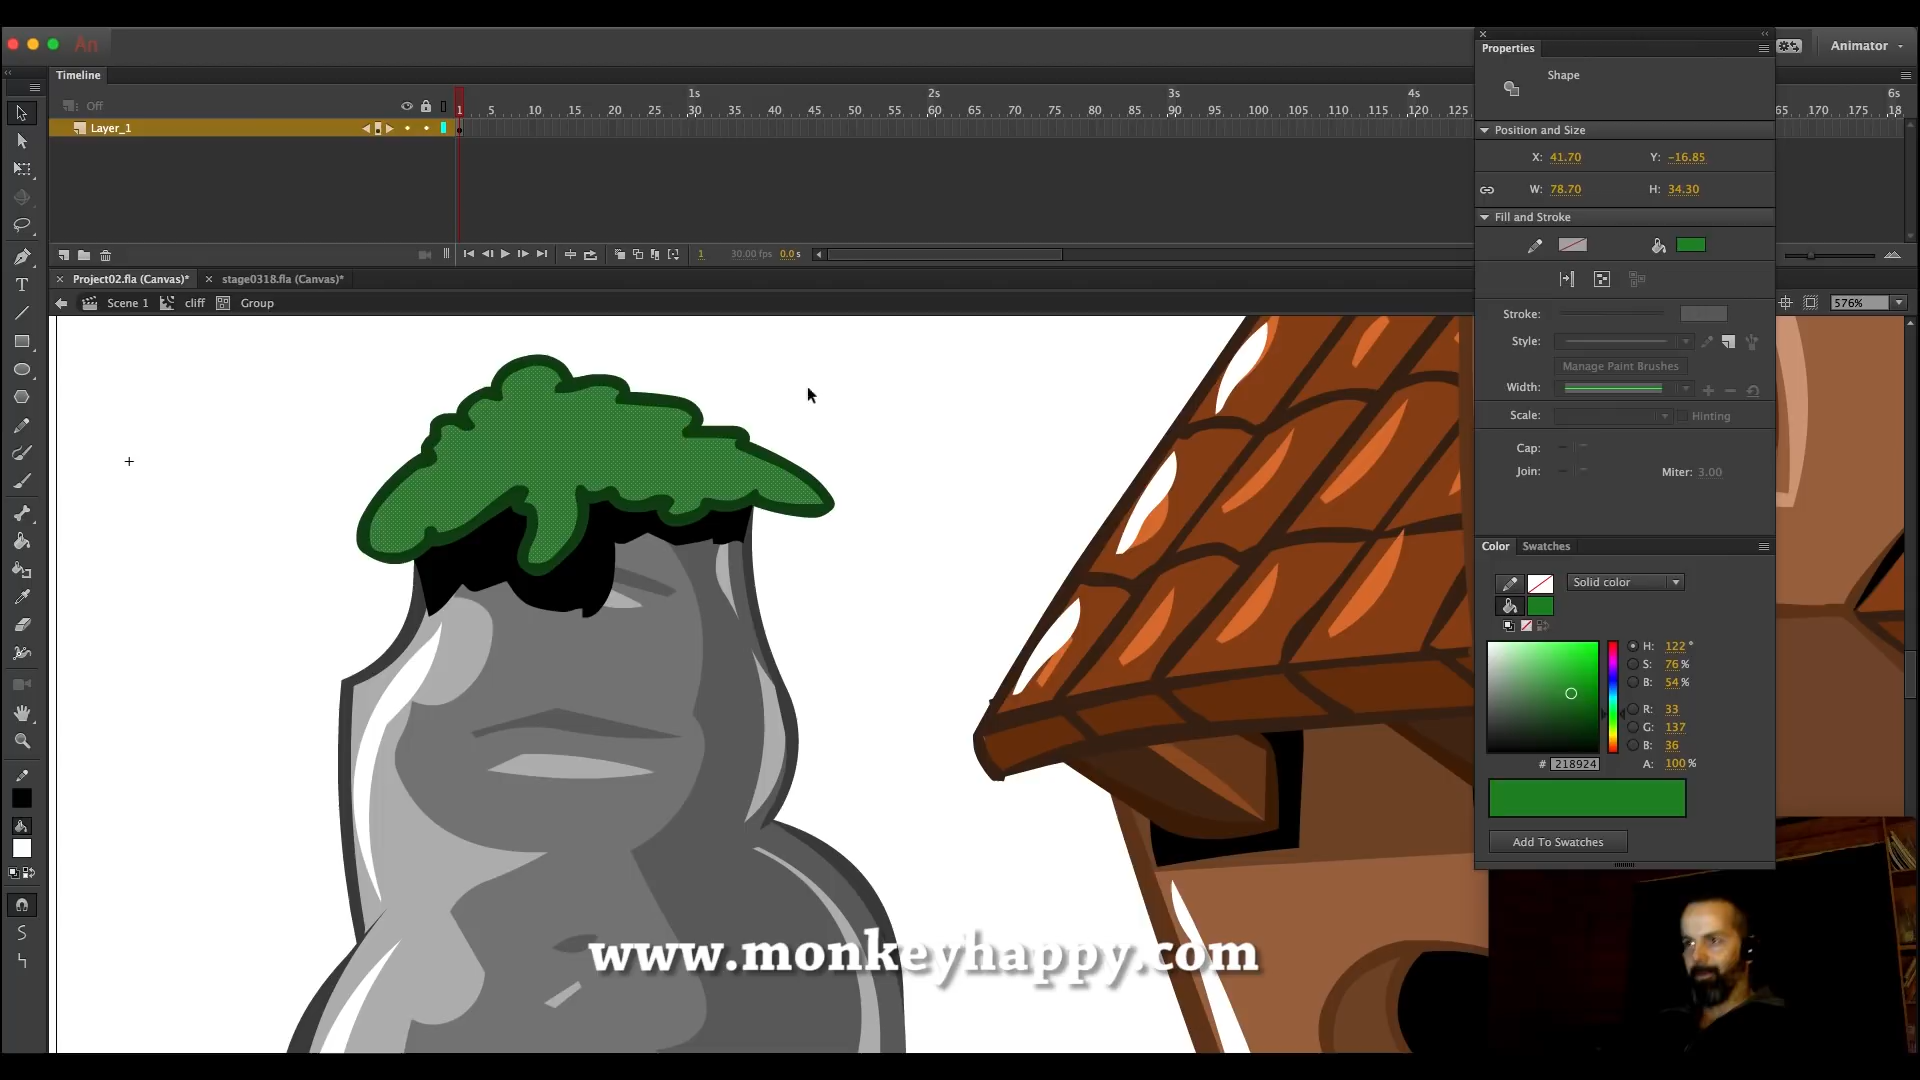 An
Properties
Animator
Timeline
Shape
Off
1s 2s 3s 4s 6s
1 5 10 15 20 25 30 35 40 45 50 55 60 65 70 75 80 85 90 95 100 105 110 115 120 125 65 170 175 18
Layer_1
Position and Size
X: 41.70 Y: -16.85
W: 78.70 H: 34.30
Fill and Stroke
1 30.00 fps 0.0 s
Project02.fla (Canvas)* stage0318.fla (Canvas)*
Scene 1 cliff Group
576%
Stroke:
Style:
Manage Paint Brushes
Width:
Scale: Hinting
Cap:
Join: Miter: 3.00
Color Swatches
Solid color
H: 122 °
S: 76 %
B: 54 %
R: 33
G: 137
B: 36
# 218924 A: 100 %
Add To Swatches
www.monkeyhappy.com